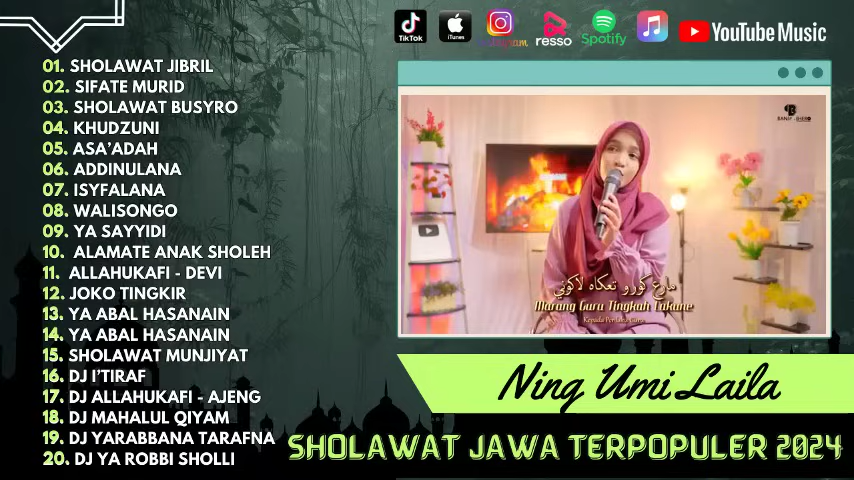 TikTok
iTunes
Instagram
resso
Spotify
YouTube Music
01. SHOLAWAT JIBRIL
02. SIFATE MURID
03. SHOLAWAT BUSYRO
04. KHUDZUNI
05. ASA'ADAH
06. ADDINULANA
07. ISYFALANA
08. WALISONGO
09. YA SAYYIDI
10. ALAMATE ANAK SHOLEH
11. ALLAHUKAFI - DEVI
12. JOKO TINGKIR
13. YA ABAL HASANAIN
14. YA ABAL HASANAIN
15. SHOLAWAT MUNJIYAT
16. DJ I'TIRAF
17. DJ ALLAHUKAFI - AJENG
18. DJ MAHALUL QIYAM
19. DJ YARABBANA TARAFNA
20. DJ YA ROBBI SHOLLI
Marang Guru Tingkah Lakune
Ning Umi Laila
SHOLAWAT JAWA TERPOPULER 2024